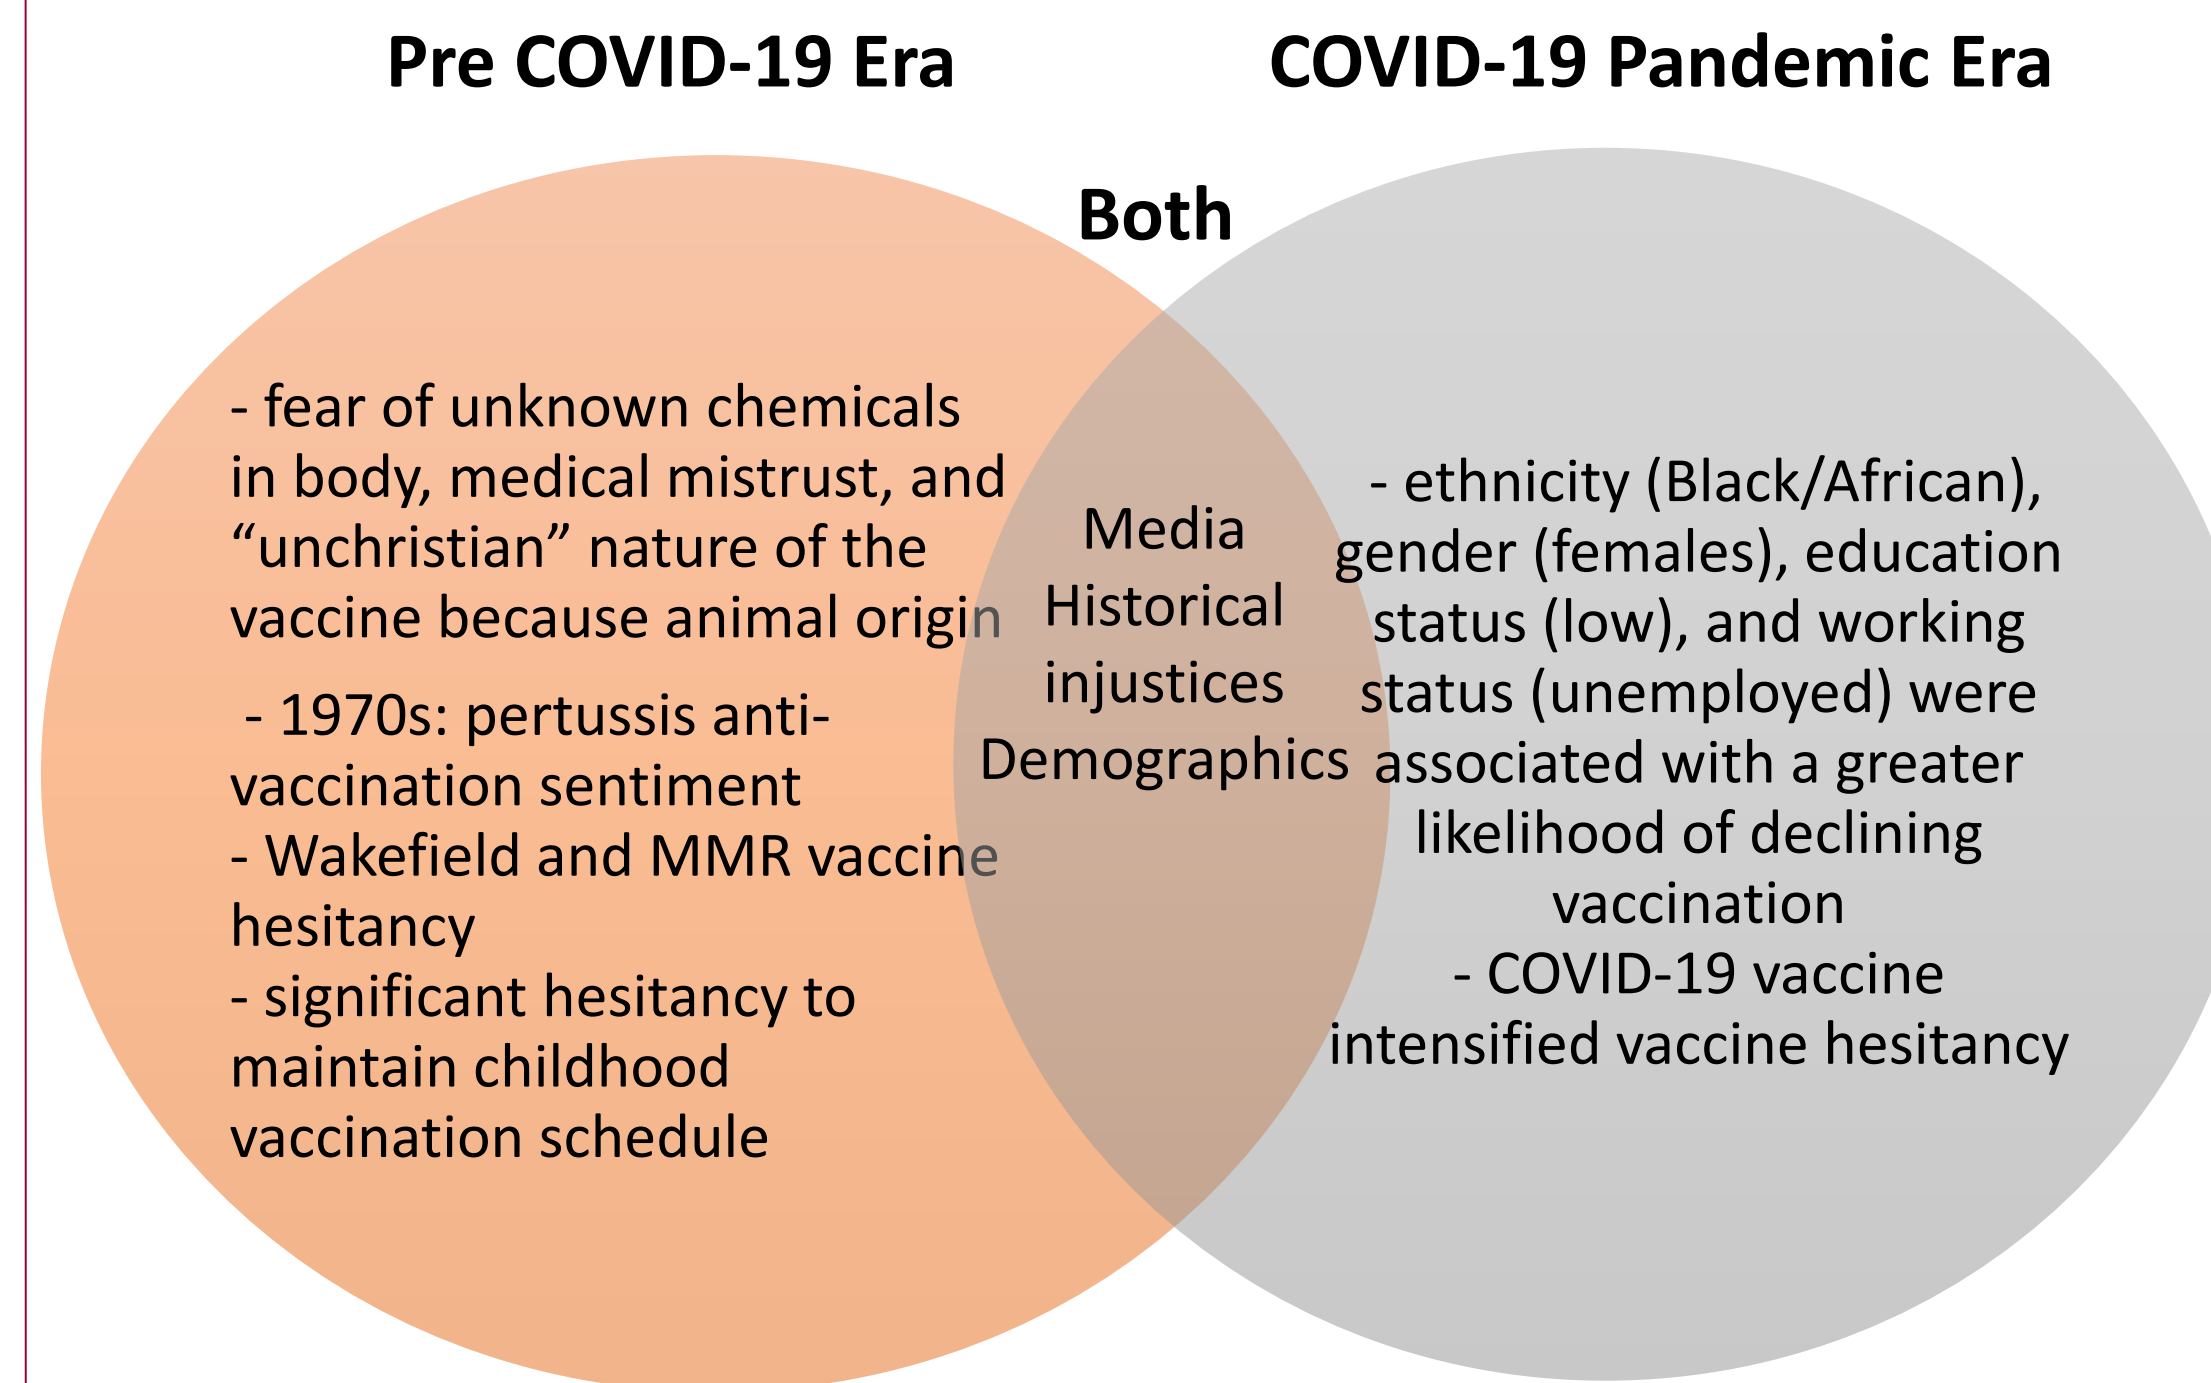 Pre COVID-19 Era
COVID-19 Pandemic Era
Both
- fear of unknown chemicals
in body, medical mistrust, and
“unchristian” nature of the
vaccine because animal origin
- 1970s: pertussis anti-
vaccination sentiment
- Wakefield and MMR vaccine
hesitancy
- significant hesitancy to
maintain childhood
vaccination schedule
Media
Historical
injustices
Demographics
- ethnicity (Black/African),
gender (females), education
status (low), and working
status (unemployed) were
associated with a greater
likelihood of declining
vaccination
- COVID-19 vaccine
intensified vaccine hesitancy